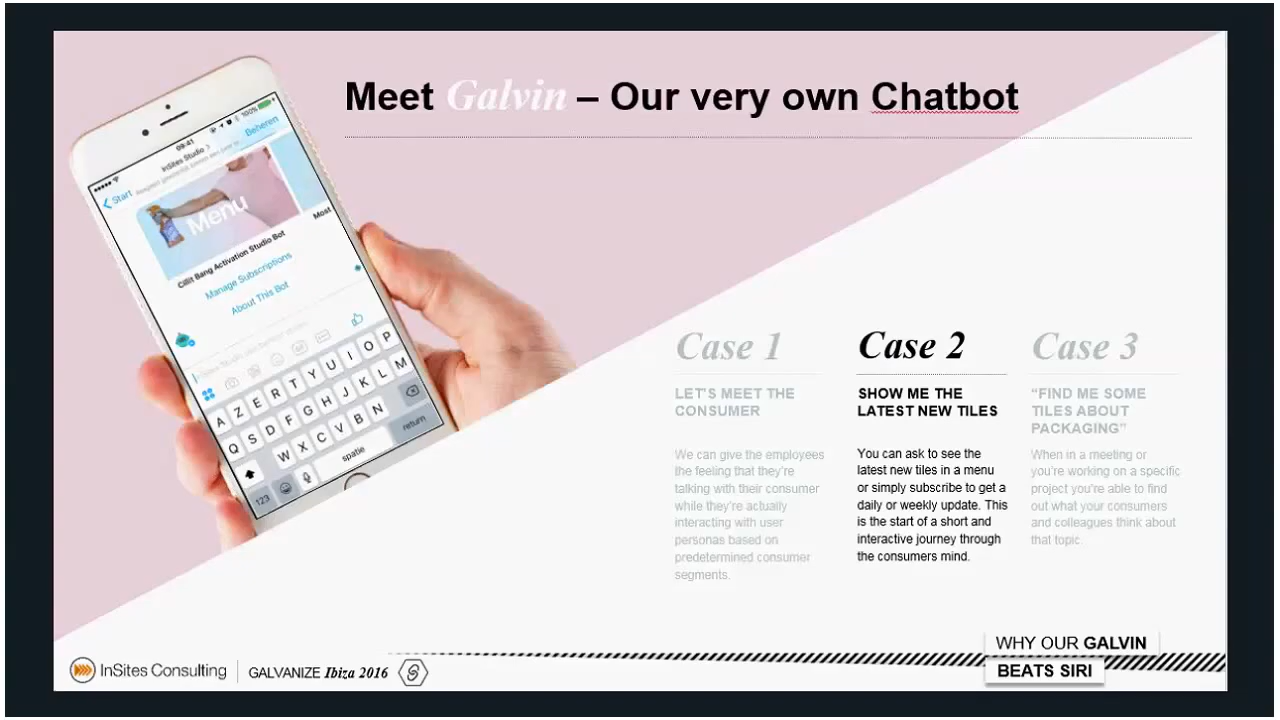 Meet Galvin – Our very own Chatbot
100%
09:41
Beheren
InSites Studio >
< Start
Menu
Most
Cillit Bang Activation Studio Bot
Manage Subscriptions
About This Bot
A Z E R T Y U I O P
Q S D F G H J K L M
W X C V B N
123
spatie
return
Case 1
LET'S MEET THE
CONSUMER
We can give the employees
the feeling that they're
talking with their consumer
while they're actually
interacting with user
personas based on
predetermined consumer
segments.
Case 2
SHOW ME THE
LATEST NEW TILES
You can ask to see the
latest new tiles in a menu
or simply subscribe to get a
daily or weekly update. This
is the start of a short and
interactive journey through
the consumers mind.
Case 3
“FIND ME SOME
TILES ABOUT
PACKAGING”
When in a meeting or
you're working on a specific
project you're able to find
out what your consumers
and colleagues think about
that topic.
InSites Consulting
GALVANIZE Ibiza 2016
WHY OUR GALVIN
BEATS SIRI